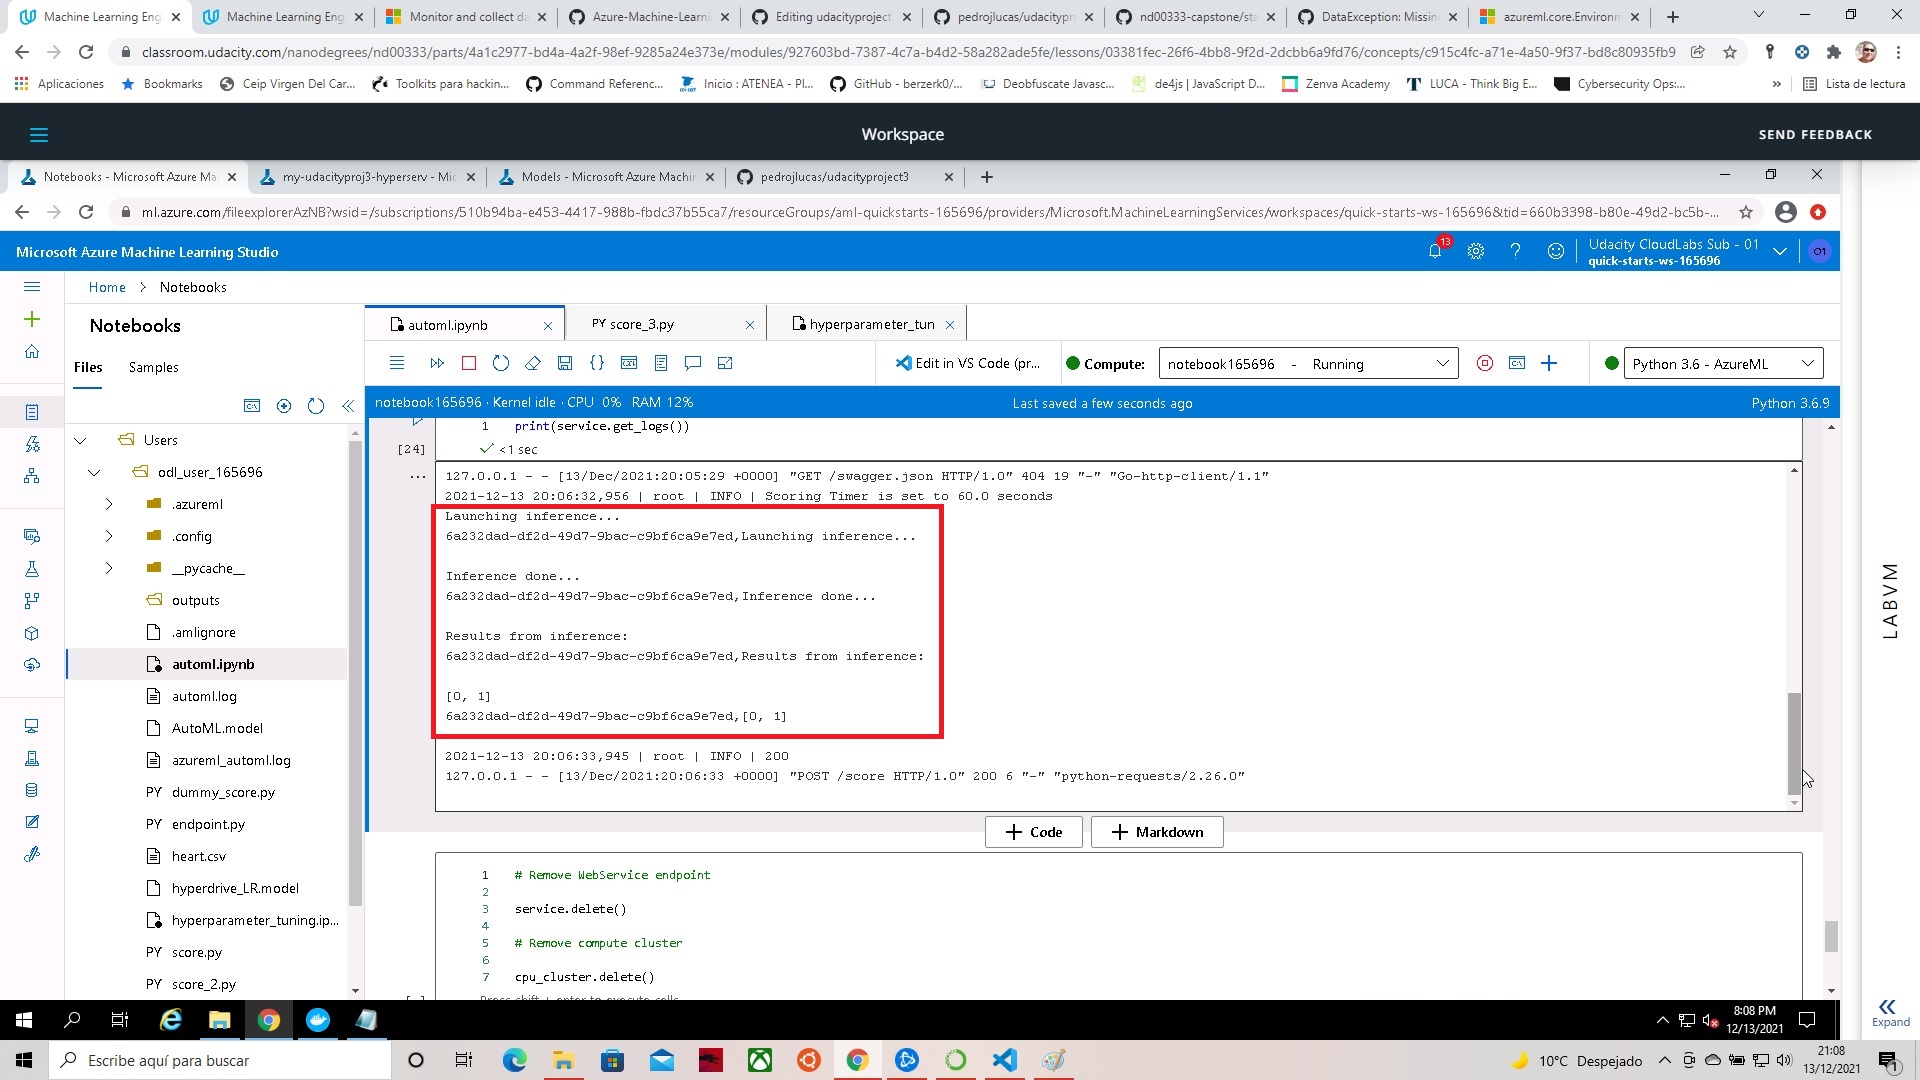 Machine Learning Eng
Machine Learning Eng
Monitor and collect da
Azure-Machine-Learni
Editing udacityproject
pedrojlucas/udacitypr
nd00333-capstone/sta
DataException: Missin
azureml.core.Environm
classroom.udacity.com/nanodegrees/nd00333/parts/4a1c2977-bd4a-4a2f-98ef-9285a24e373e/modules/927603bd-7387-4c7a-b4d2-58a282ade5fe/lessons/03381fec-26f6-4bb8-9f2d-2dcbb6a9fd76/concepts/c915c4fc-a71e-4a50-9f37-bd8c80935fb9
Aplicaciones
Bookmarks
Ceip Virgen Del Car...
Toolkits para hackin...
Command Referenc...
Inicio : ATENEA - Pl...
GitHub - berzerk0/...
Deobfuscate Javasc...
de4js | JavaScript D...
Zenva Academy
LUCA - Think Big E...
Cybersecurity Ops:...
»
Lista de lectura
Workspace
SEND FEEDBACK
Notebooks - Microsoft Azure Ma
my-udacityproj3-hyperserv - Mic
Models - Microsoft Azure Machin
pedrojlucas/udacityproject3
ml.azure.com/fileexplorerAzNB?wsid=/subscriptions/510b94ba-e453-4417-988b-fbdc37b55ca7/resourceGroups/aml-quickstarts-165696/providers/Microsoft.MachineLearningServices/workspaces/quick-starts-ws-165696&tid=660b3398-b80e-49d2-bc5b-...
Microsoft Azure Machine Learning Studio
13
Udacity CloudLabs Sub - 01
quick-starts-ws-165696
O1
Home > Notebooks
Notebooks
Files
Samples
automl.ipynb
PY score_3.py
hyperparameter_tun
Edit in VS Code (pr...
Compute:
notebook165696 - Running
Python 3.6 - AzureML
notebook165696 · Kernel idle · CPU 0% RAM 12%
Last saved a few seconds ago
Python 3.6.9
Users
odl_user_165696
.azureml
.config
__pycache__
outputs
.amlignore
automl.ipynb
automl.log
AutoML.model
azureml_automl.log
PY dummy_score.py
PY endpoint.py
heart.csv
hyperdrive_LR.model
hyperparameter_tuning.ip...
PY score.py
PY score_2.py
1 print(service.get_logs())
[24]
<1 sec
...
127.0.0.1 - - [13/Dec/2021:20:05:29 +0000] "GET /swagger.json HTTP/1.0" 404 19 "-" "Go-http-client/1.1"
2021-12-13 20:06:32,956 | root | INFO | Scoring Timer is set to 60.0 seconds
Launching inference...
6a232dad-df2d-49d7-9bac-c9bf6ca9e7ed,Launching inference...
Inference done...
6a232dad-df2d-49d7-9bac-c9bf6ca9e7ed,Inference done...
Results from inference:
6a232dad-df2d-49d7-9bac-c9bf6ca9e7ed,Results from inference:
[0, 1]
6a232dad-df2d-49d7-9bac-c9bf6ca9e7ed,[0, 1]
2021-12-13 20:06:33,945 | root | INFO | 200
127.0.0.1 - - [13/Dec/2021:20:06:33 +0000] "POST /score HTTP/1.0" 200 6 "-" "python-requests/2.26.0"
+ Code
+ Markdown
1 # Remove WebService endpoint
2
3 service.delete()
4
5 # Remove compute cluster
6
7 cpu_cluster.delete()
[ ]
Press shift + enter to execute cells
LABVM
Expand
8:08 PM
12/13/2021
Escribe aquí para buscar
10°C Despejado
21:08
13/12/2021
1